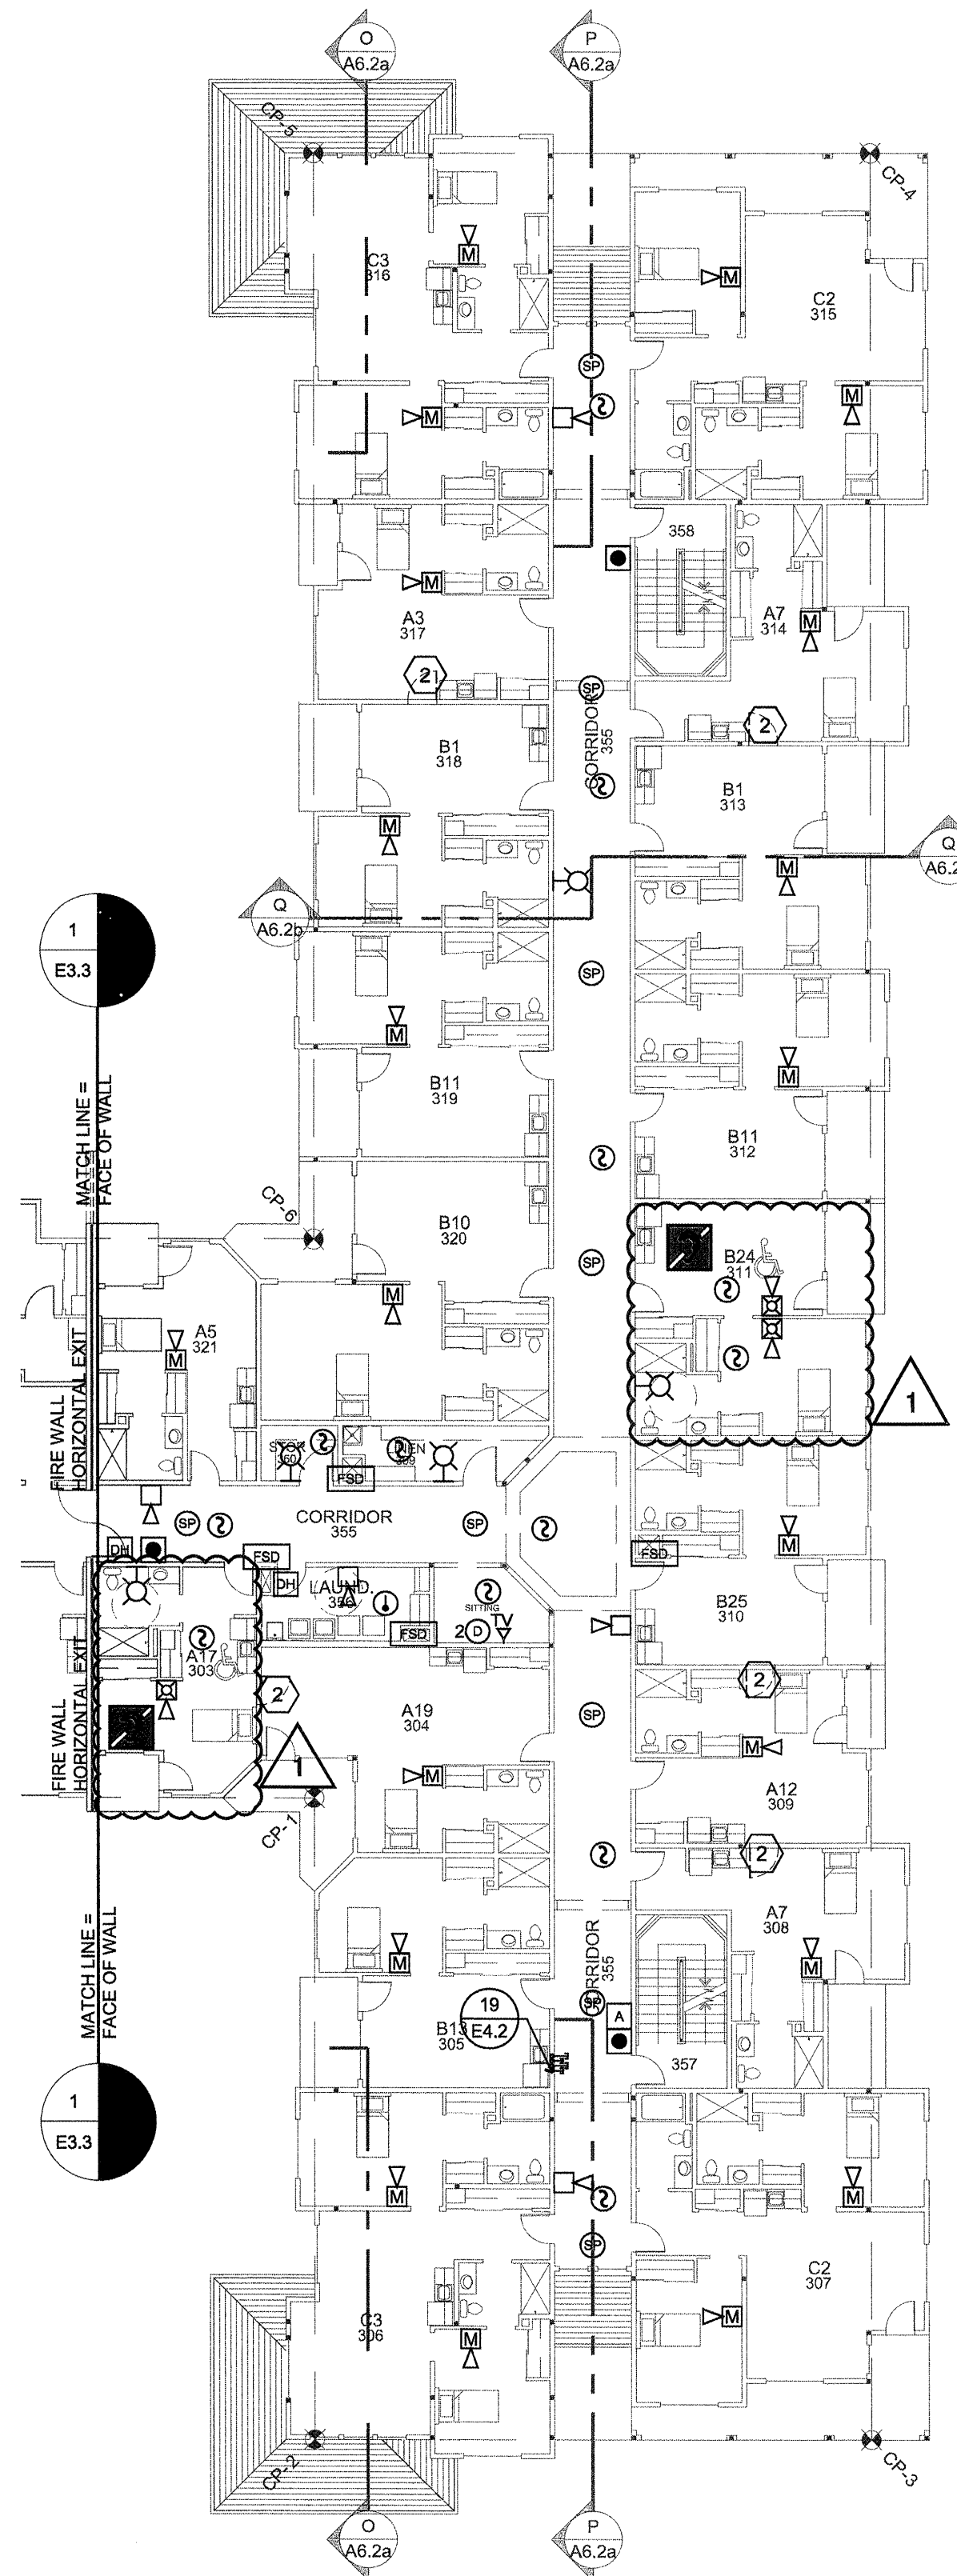 O
A6.2a
P
A6.2a
CP-5
CP-4
C3
316
M
M
C2
315
SP
M
M
358
M
A3
317
A7
314
M
2
SP
2
CORRIDOR
355
B1
318
B1
313
M
M
Q
A6.2
Q
A6.2b
1
E3.3
SP
M
M
MATCH LINE =
FACE OF WALL
B11
319
B11
312
CP-6
B10
320
SP
B24
311
M
A5
321
M
1
FIRE WALL
HORIZONTAL EXIT
STOR.
360
FSD
CORRIDOR
355
SP
SP
M
DH
FSD
FSD
DH
LAUND.
356
SITTING
2
D
TV
FSD
B25
310
A17
303
2
2
A19
304
SP
FIRE WALL
HORIZONTAL EXIT
1
M
M
A12
309
CP-1
2
A7
308
M
M
CORRIDOR
355
MATCH LINE =
FACE OF WALL
19
E4.2
SP
A
B13
305
357
1
E3.3
M
M
SP
C2
307
C3
306
M
M
CP-2
CP-3
O
A6.2a
P
A6.2a